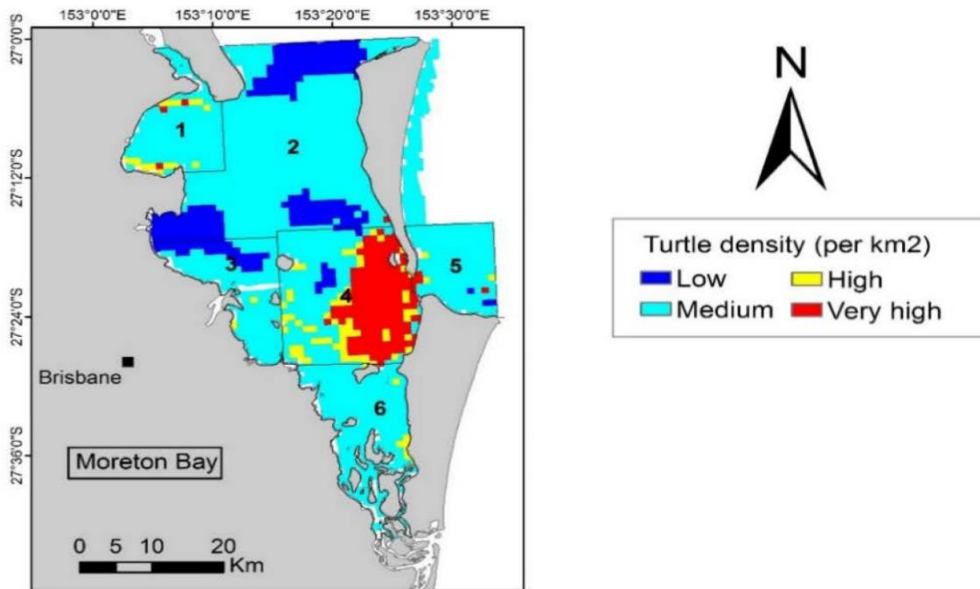 153°0'0"E 153°10'0"E 153°20'0"E 153°30'0"E
27°0'0"S
27°12'0"S
27°24'0"S
27°36'0"S
1
2
3
4
5
6
Brisbane
Moreton Bay
0 5 10 20
Km
N
Turtle density (per km2)
Low High
Medium Very high